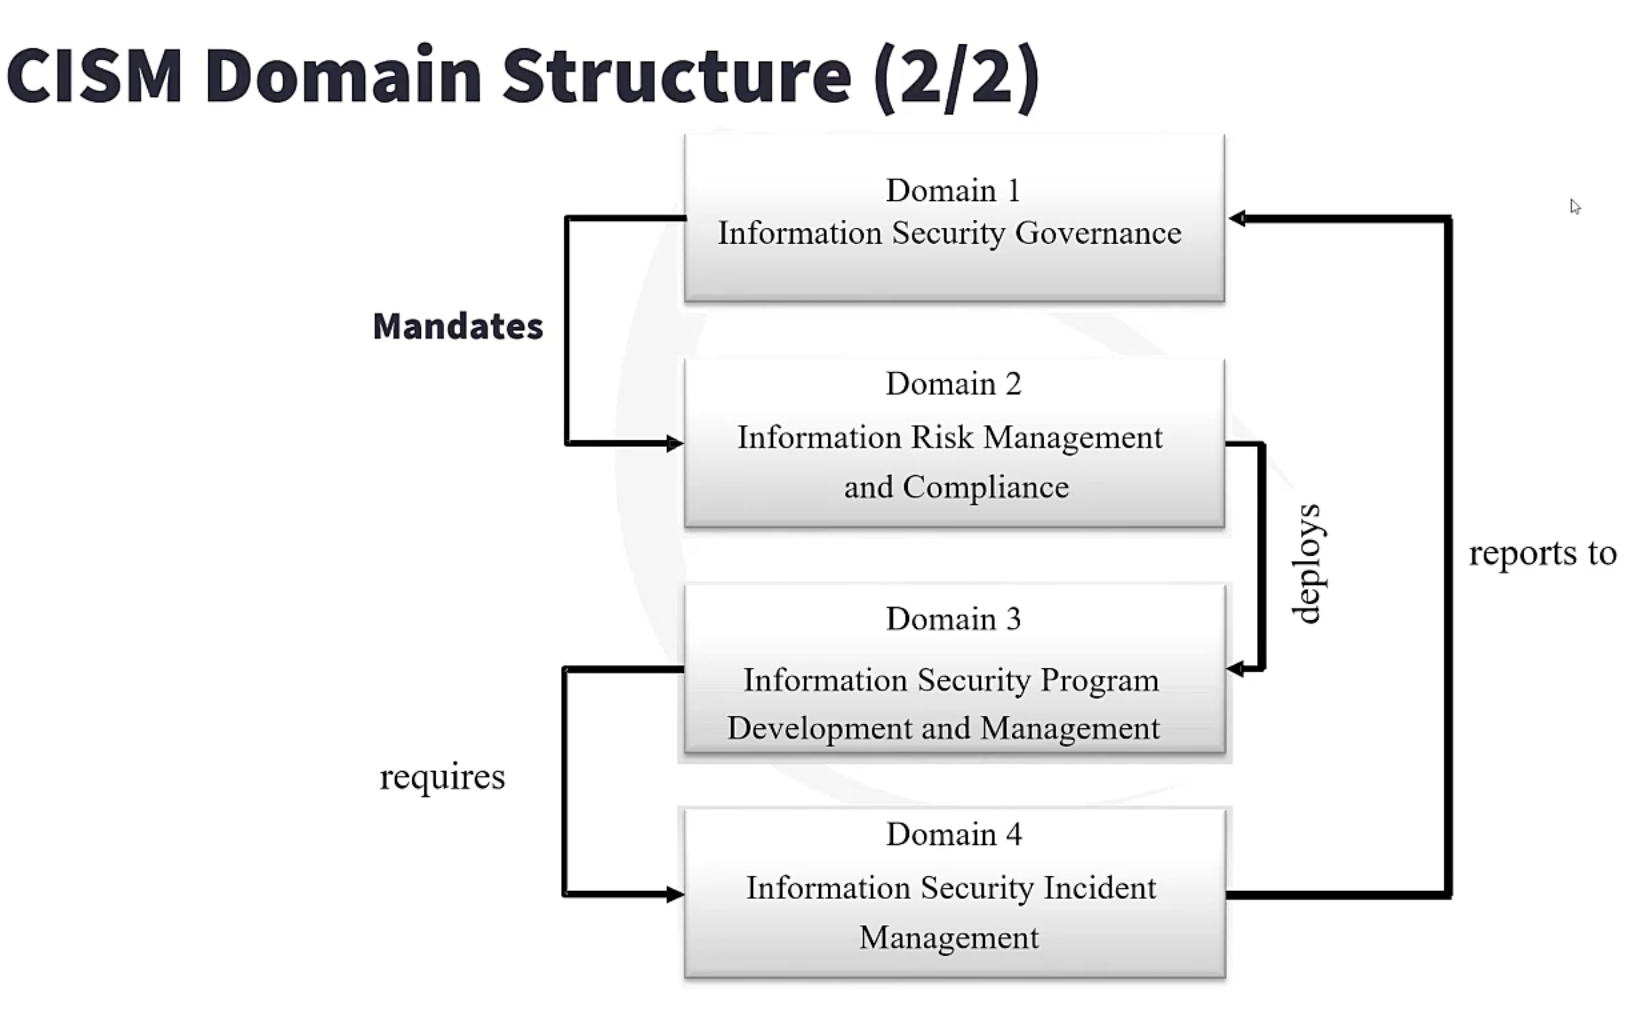 CISM Domain Structure (2/2)
Domain 1
Information Security Governance
Mandates
Domain 2
Information Risk Management
and Compliance
deploys
reports to
Domain 3
Information Security Program
Development and Management
requires
Domain 4
Information Security Incident
Management